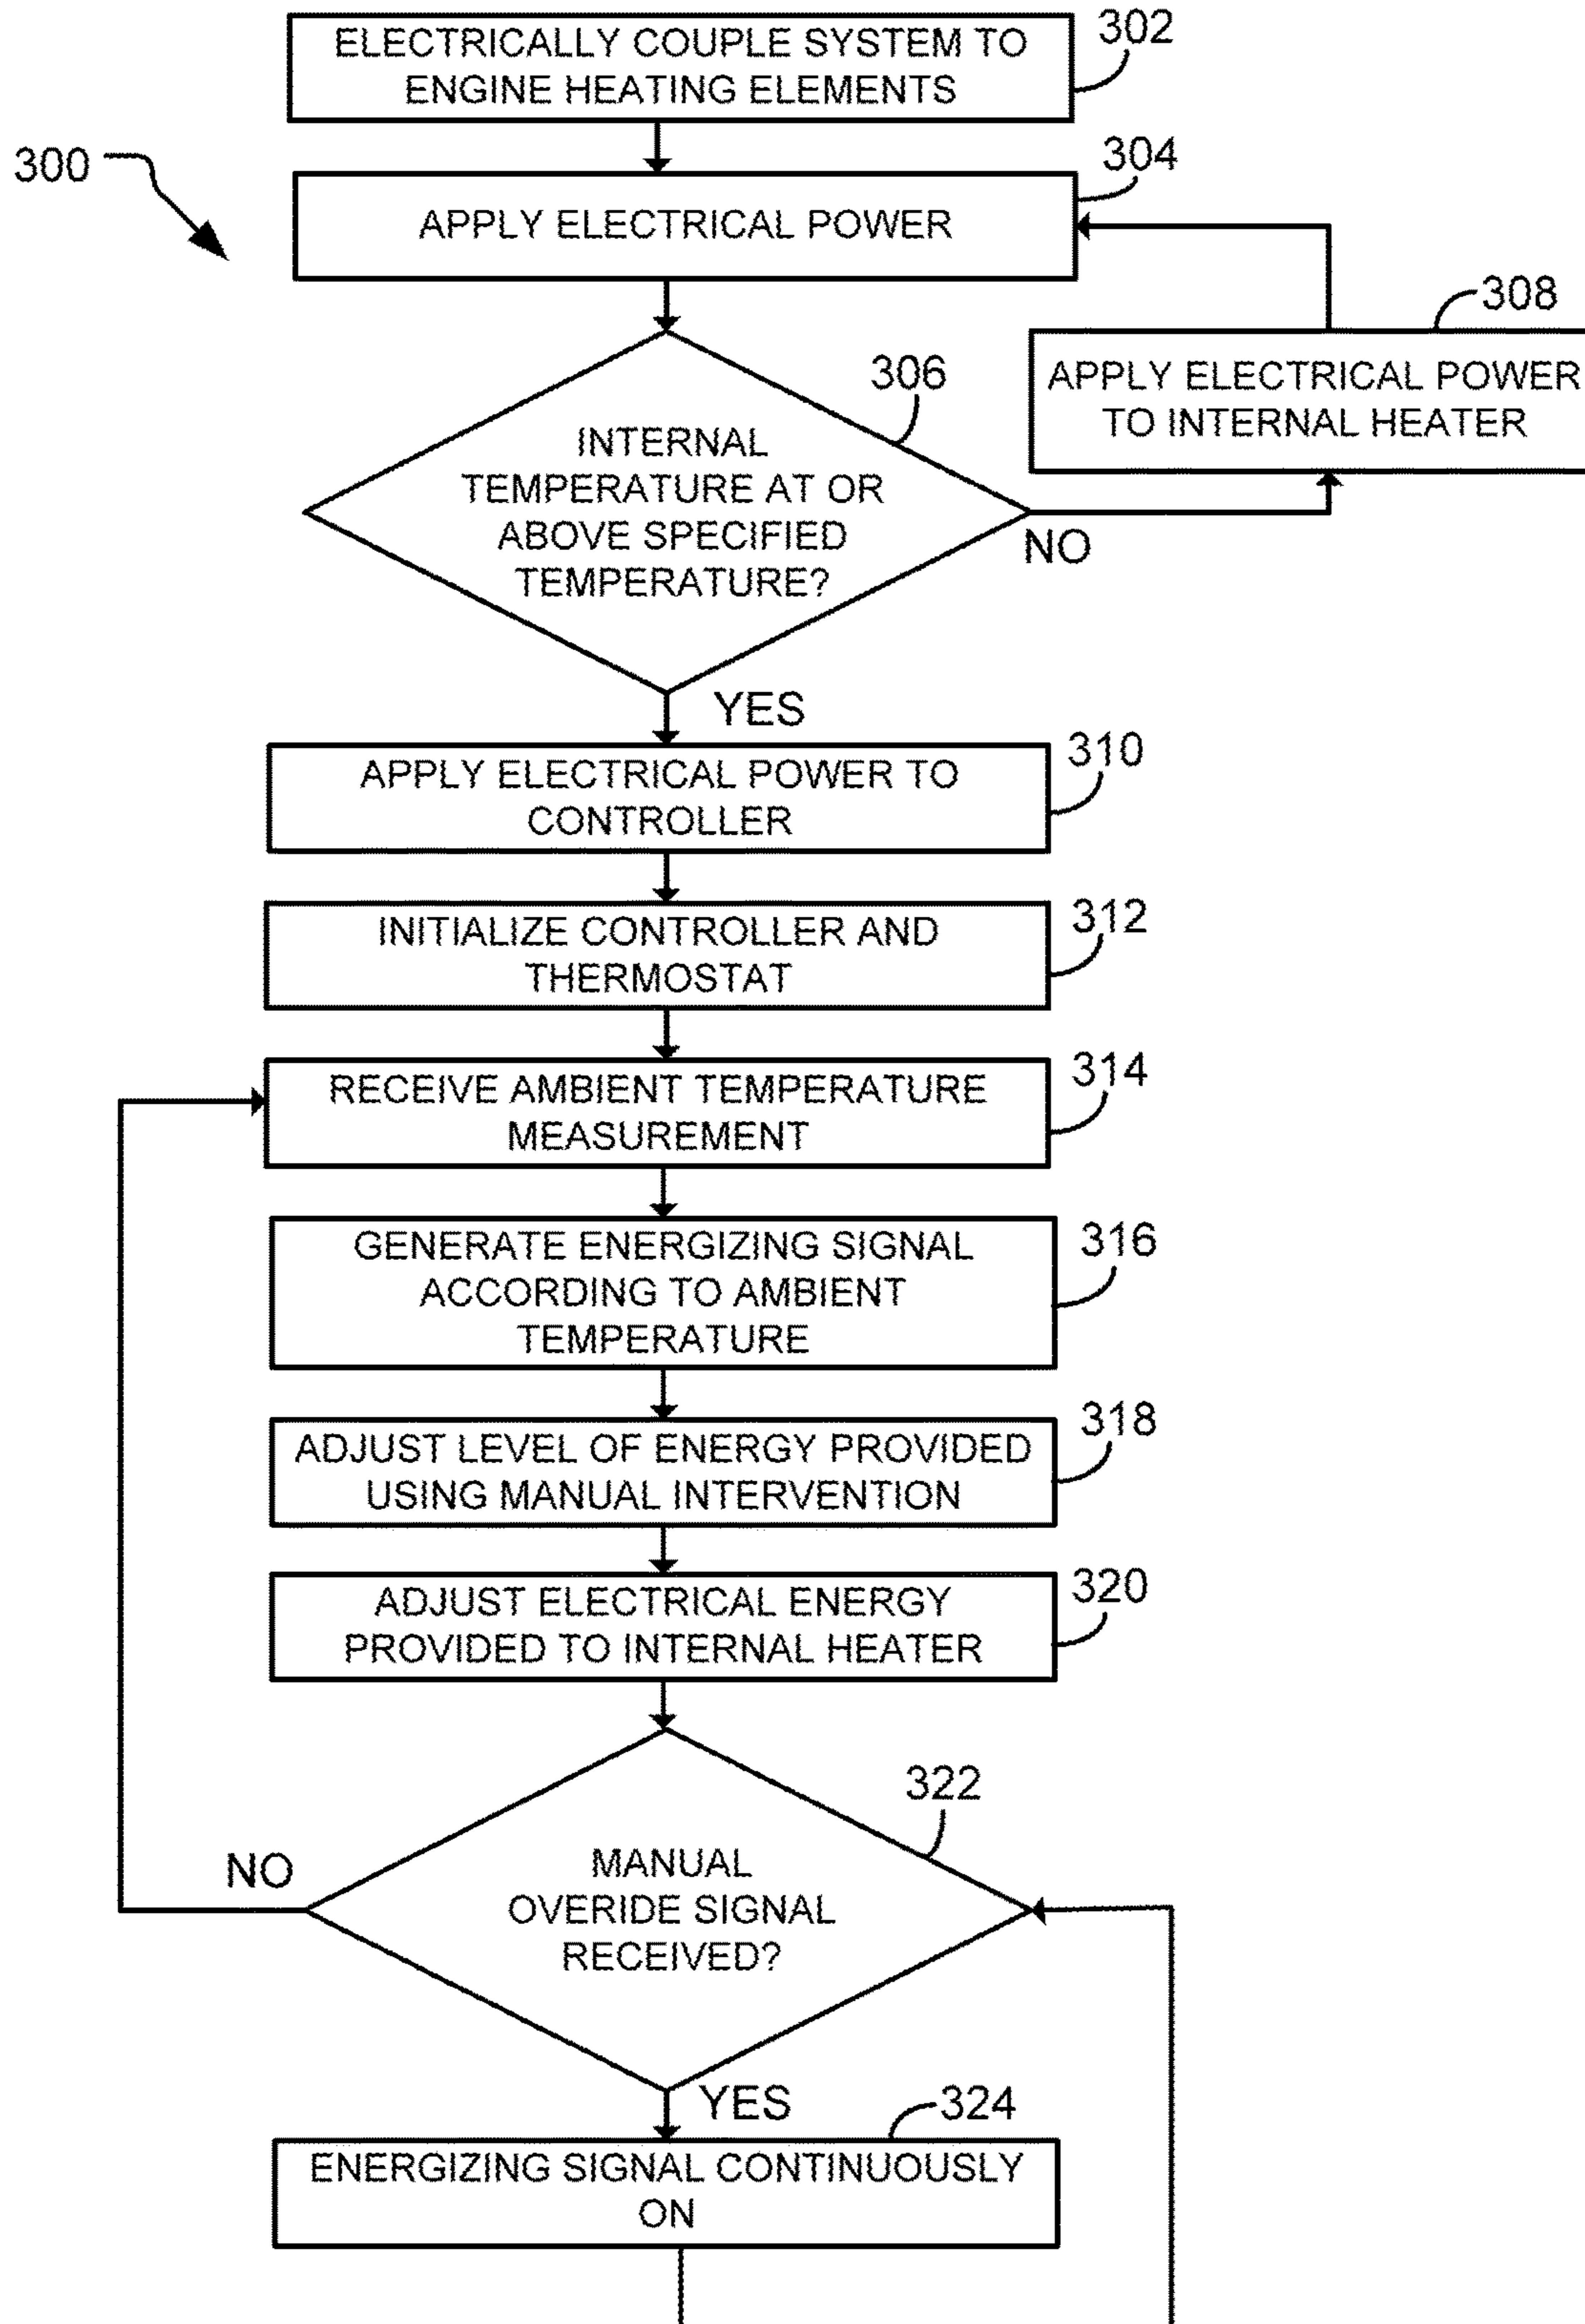 ELECTRICALLY COUPLE SYSTEM TO
ENGINE HEATING ELEMENTS
302
300
304
APPLY ELECTRICAL POWER
308
APPLY ELECTRICAL POWER
TO INTERNAL HEATER
306
INTERNAL
TEMPERATURE AT OR
ABOVE SPECIFIED
TEMPERATURE?
NO
YES
310
APPLY ELECTRICAL POWER TO
CONTROLLER
312
INITIALIZE CONTROLLER AND
THERMOSTAT
314
RECEIVE AMBIENT TEMPERATURE
MEASUREMENT
316
GENERATE ENERGIZING SIGNAL
ACCORDING TO AMBIENT
TEMPERATURE
318
ADJUST LEVEL OF ENERGY PROVIDED
USING MANUAL INTERVENTION
320
ADJUST ELECTRICAL ENERGY
PROVIDED TO INTERNAL HEATER
322
NO
MANUAL
OVERIDE SIGNAL
RECEIVED?
YES
324
ENERGIZING SIGNAL CONTINUOUSLY
ON